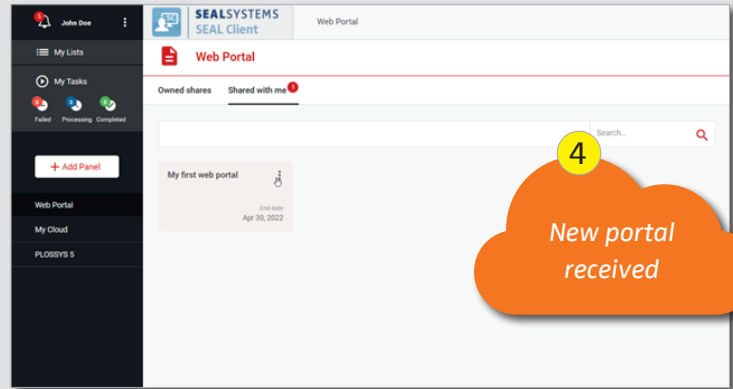 5
John Doe
SEALSYSTEMS
SEAL Client
Web Portal
My Lists
Web Portal
My Tasks
Owned shares
Shared with me
1
Failed
Processing
Completed
Search...
4
+ Add Panel
My first web portal
End date
Apr 30, 2022
Web Portal
My Cloud
PLOSSYS 5
New portal
received